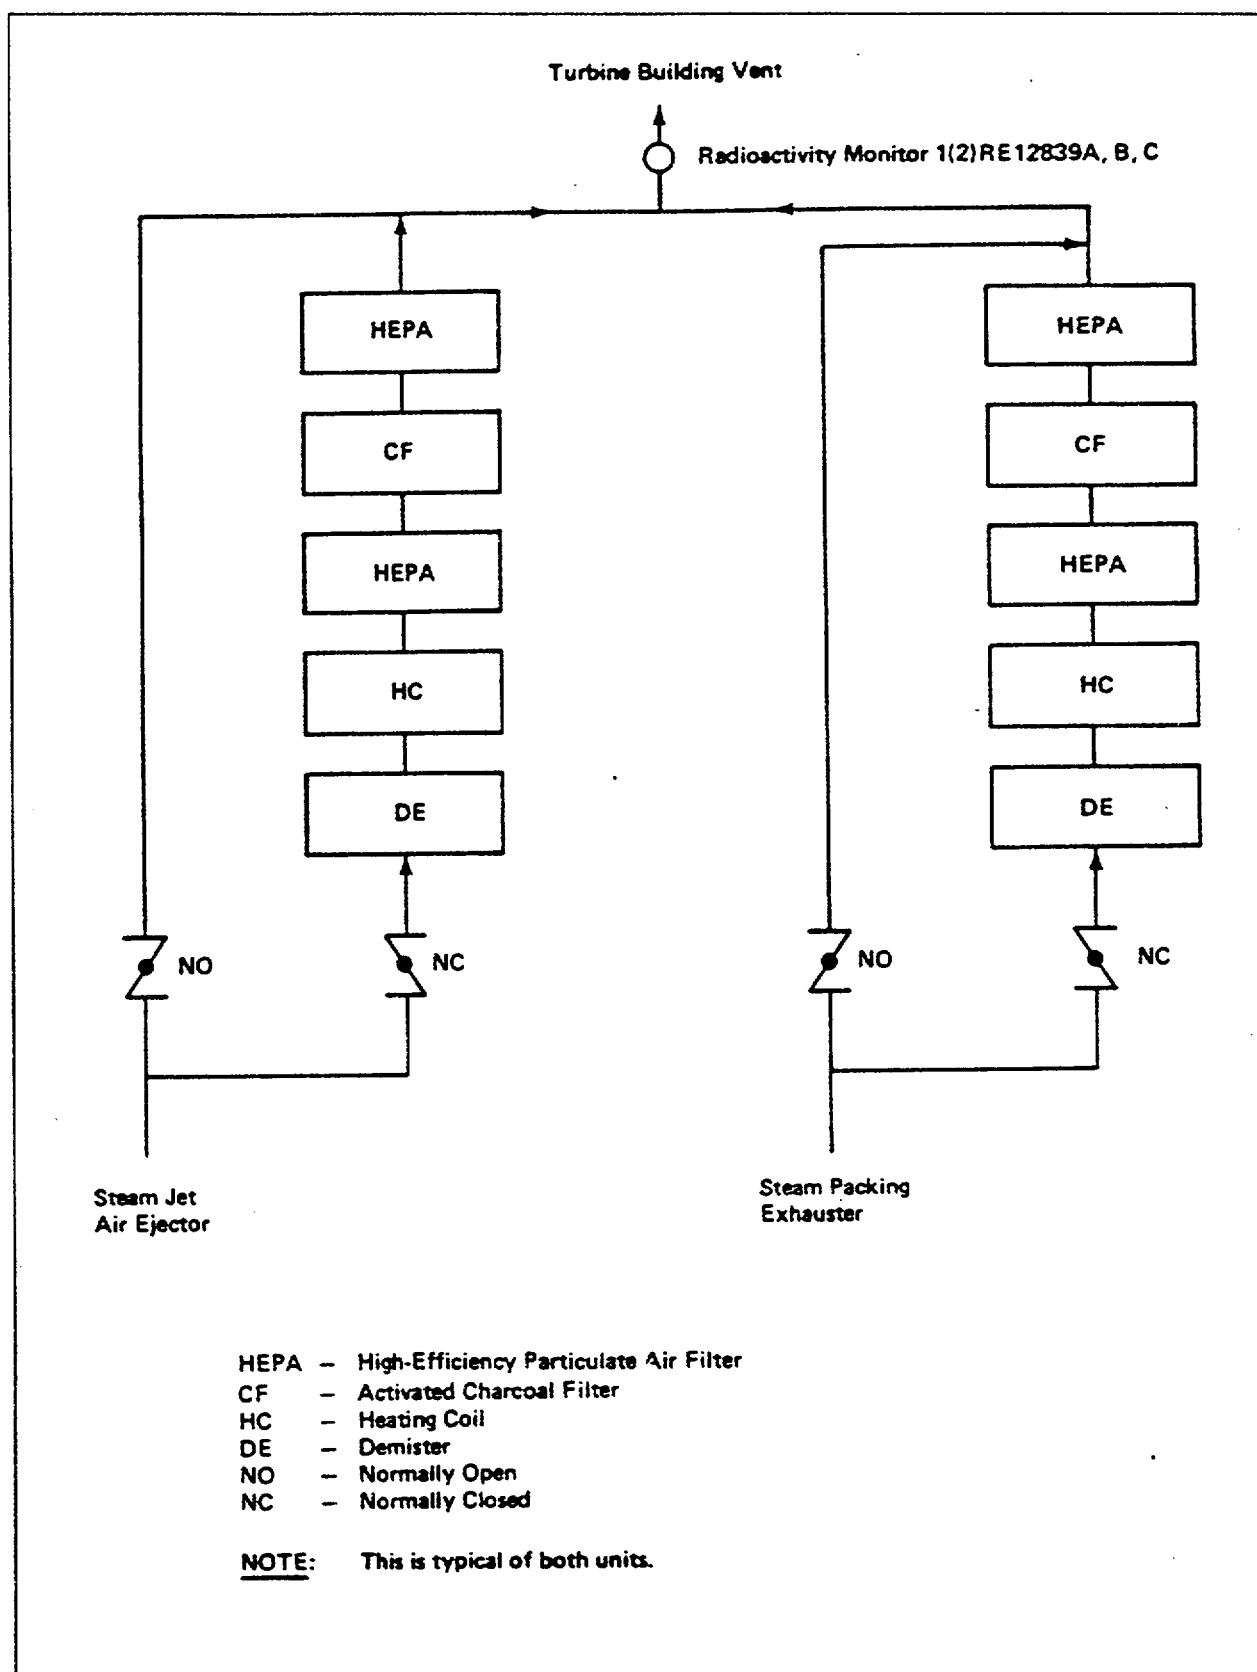 Turbine Building Vent
Radioactivity Monitor 1(2)RE12839A, B, C
HEPA
HEPA
CF
CF
HEPA
HEPA
HC
HC
DE
DE
NO
NC
NO
NC
Steam Jet
Air Ejector
Steam Packing
Exhauster
HEPA – High-Efficiency Particulate Air Filter
CF – Activated Charcoal Filter
HC – Heating Coil
DE – Demister
NO – Normally Open
NC – Normally Closed
NOTE: This is typical of both units.